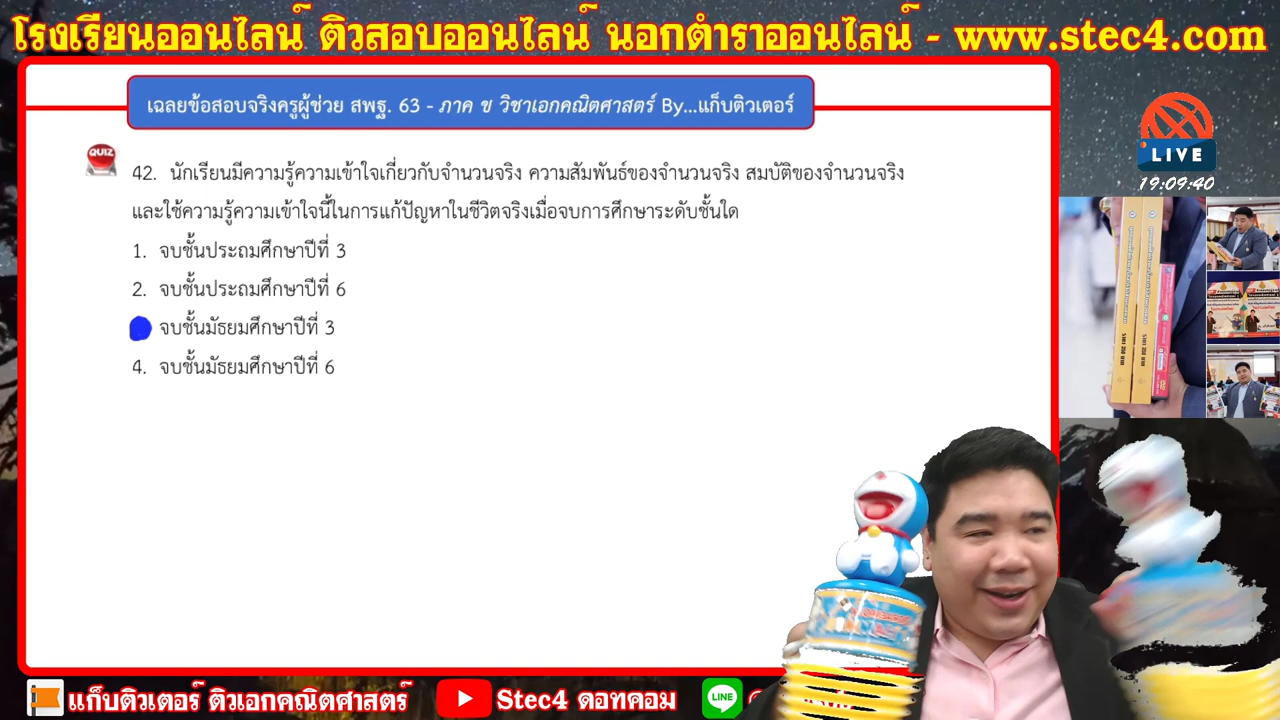 โรงเรียนออนไลน์ ติวสอบออนไลน์ นอกตำราออนไลน์ - www.stec4.com
เฉลยข้อสอบจริงครูผู้ช่วย สพฐ. 63 - ภาค ข วิชาเอกคณิตศาสตร์ By...แก็บติวเตอร์
LIVE
19:09:40
QUIZ
42. นักเรียนมีความรู้ความเข้าใจเกี่ยวกับจำนวนจริง ความสัมพันธ์ของจำนวนจริง สมบัติของจำนวนจริง
และใช้ความรู้ความเข้าใจนี้ในการแก้ปัญหาในชีวิตจริงเมื่อจบการศึกษาระดับชั้นใด
1. จบชั้นประถมศึกษาปีที่ 3
2. จบชั้นประถมศึกษาปีที่ 6
จบชั้นมัธยมศึกษาปีที่ 3
4. จบชั้นมัธยมศึกษาปีที่ 6
แก็บติวเตอร์ ติวเอกคณิตศาสตร์
Stec4 ดอทคอม
LINE